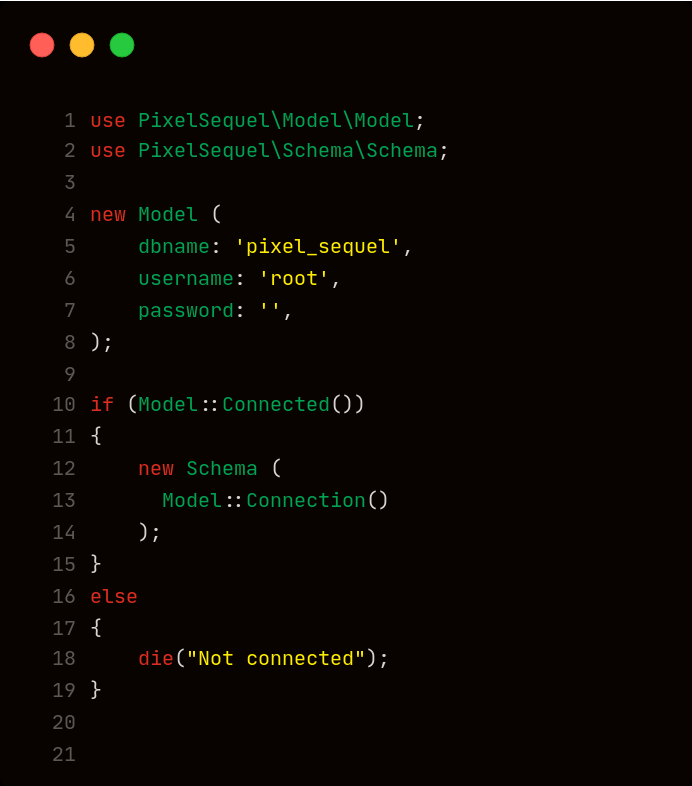 1 use PixelSequel\Model\Model;
2 use PixelSequel\Schema\Schema;
3
4 new Model (
5     dbname: 'pixel_sequel',
6     username: 'root',
7     password: '',
8 );
9
10 if (Model::Connected())
11 {
12     new Schema (
13       Model::Connection()
14     );
15 }
16 else
17 {
18     die("Not connected");
19 }
20
21